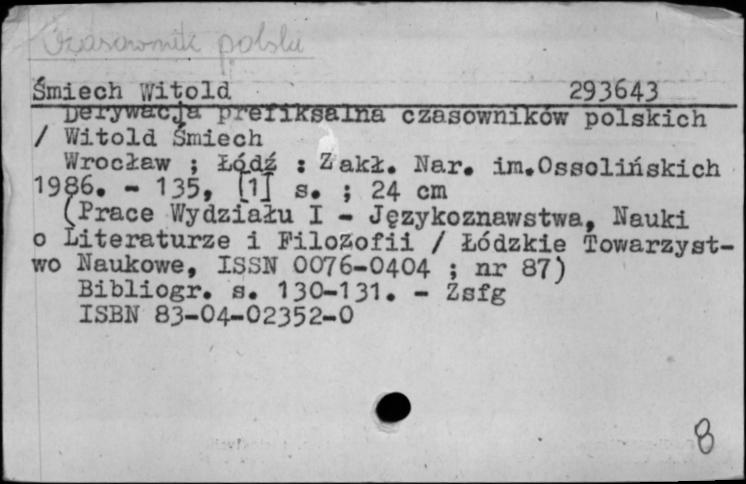 Czasownik polski
Śmiech Witold 293643
Derywacja prefiksalna czasowników polskich
/ Witold Śmiech
Wrocław ; Łódź : Zakł. Nar. im.Ossolińskich
1986. - 135, [1] s. ; 24 cm
(Prace Wydziału I - Językoznawstwa, Nauki
o Literaturze i Filozofii / Łódzkie Towarzyst-
wo Naukowe, ISSN 0076-0404 ; nr 87)
Bibliogr. s. 130-131. - Zsfg
ISBN 83-04-02352-0
8